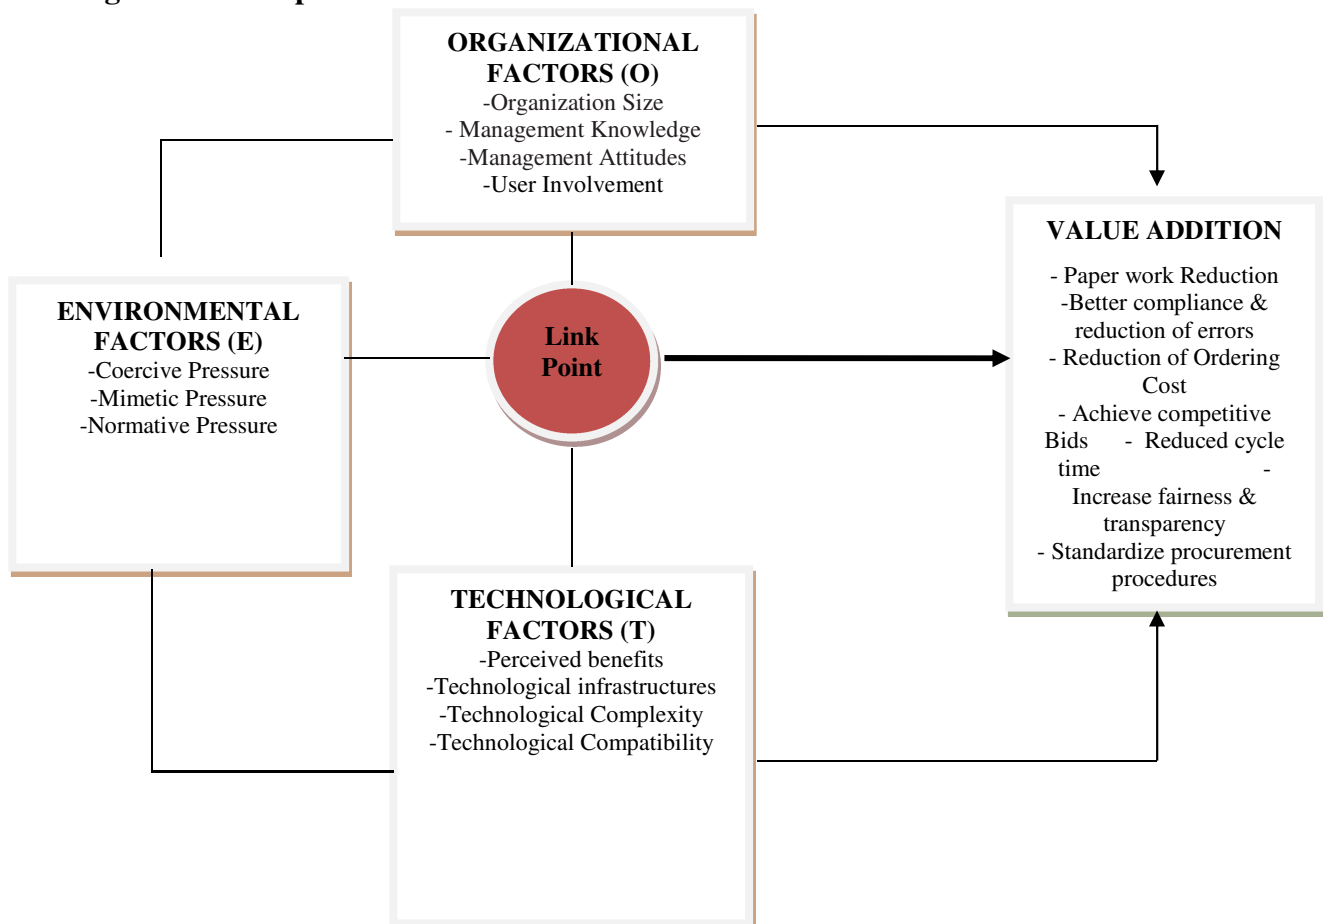 ORGANIZATIONAL
FACTORS (O)
-Organization Size
- Management Knowledge
-Management Attitudes
-User Involvement
ENVIRONMENTAL
FACTORS (E)
-Coercive Pressure
-Mimetic Pressure
-Normative Pressure
Link
Point
VALUE ADDITION
- Paper work Reduction
-Better compliance &
reduction of errors
- Reduction of Ordering
Cost
- Achieve competitive
Bids - Reduced cycle
time -
Increase fairness &
transparency
- Standardize procurement
procedures
TECHNOLOGICAL
FACTORS (T)
-Perceived benefits
-Technological infrastructures
-Technological Complexity
-Technological Compatibility